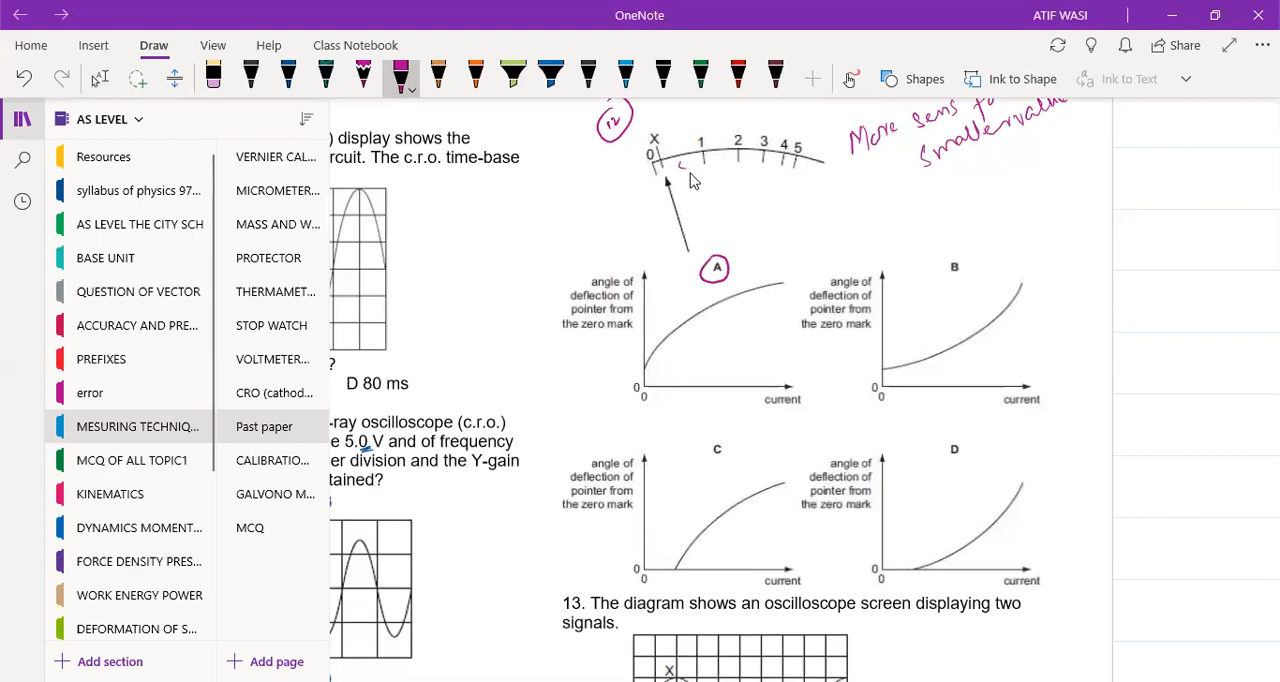 OneNote
ATIF WASI
Home
Insert
Draw
View
Help
Class Notebook
Share
Shapes
Ink to Shape
Ink to Text
AS LEVEL
Resources
syllabus of physics 97...
AS LEVEL THE CITY SCH
BASE UNIT
QUESTION OF VECTOR
ACCURACY AND PRE...
PREFIXES
error
MESURING TECHNIQ...
MCQ OF ALL TOPIC1
KINEMATICS
DYNAMICS MOMENT...
FORCE DENSITY PRES...
WORK ENERGY POWER
DEFORMATION OF S...
Add section
VERNIER CAL...
MICROMETER...
MASS AND W...
PROTECTOR
THERMAMET...
STOP WATCH
VOLTMETER...
CRO (cathod...
Past paper
CALIBRATIO...
GALVONO M...
MCQ
Add page
) display shows the
rcuit. The c.r.o. time-base
?
D 80 ms
-ray oscilloscope (c.r.o.)
e 5.0 V and of frequency
er division and the Y-gain
tained?
12
More sens fo
smaller value
X
0 1 2 3 4 5
A
angle of
deflection of
pointer from
the zero mark
0
0
current
B
angle of
deflection of
pointer from
the zero mark
0
0
current
C
angle of
deflection of
pointer from
the zero mark
0
0
current
D
angle of
deflection of
pointer from
the zero mark
0
0
current
13. The diagram shows an oscilloscope screen displaying two
signals.
X